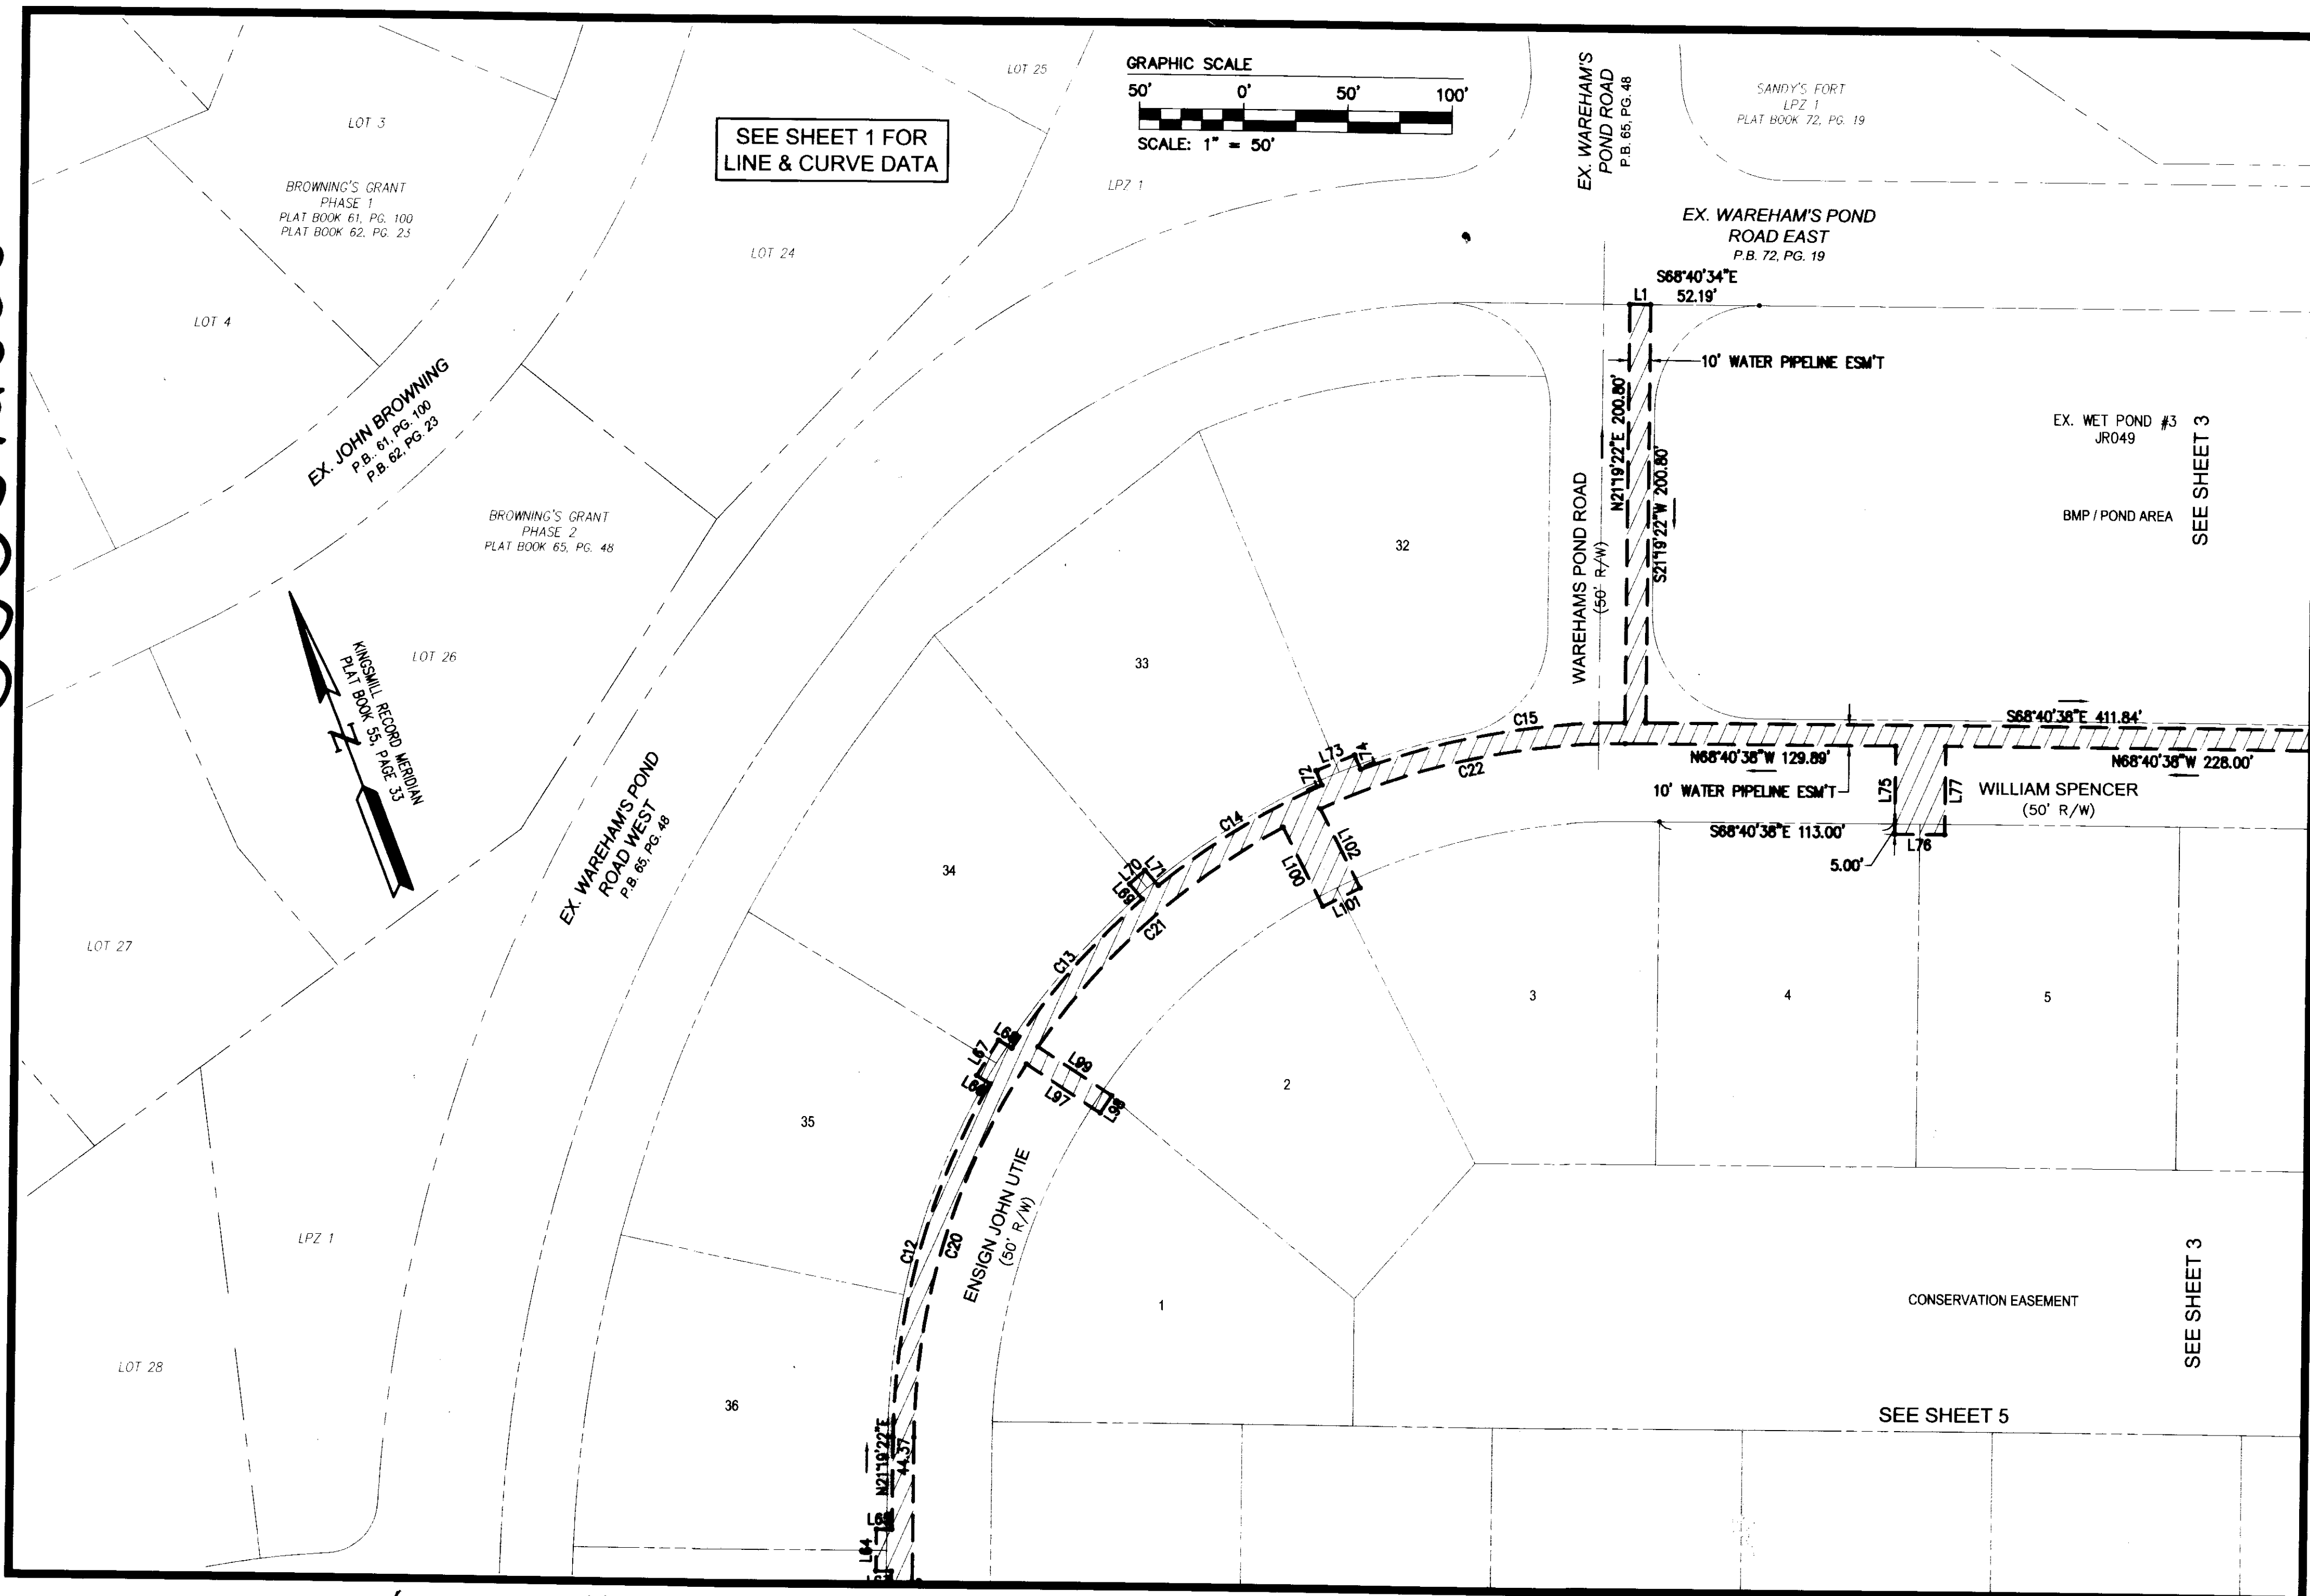 LOT 3
LOT 25
GRAPHIC SCALE
50' 0' 50' 100'
SCALE: 1" = 50'
SEE SHEET 1 FOR
LINE & CURVE DATA
EX. WAREHAM'S
POND ROAD
P.B. 65, PG. 48
SANDY'S FORT
LPZ 1
PLAT BOOK 72, PG. 19
BROWNING'S GRANT
PHASE 1
PLAT BOOK 61, PG. 100
PLAT BOOK 62, PG. 23
LPZ 1
LOT 24
EX. WAREHAM'S POND
ROAD EAST
P.B. 72, PG. 19
S68°40'34"E
52.19'
L1
LOT 4
10' WATER PIPELINE ESM'T
EX. JOHN BROWNING
P.B.. 61, PG. 100
P.B. 62, PG. 23
N21°19'22"E 200.80'
S21°19'22"W 200.80'
EX. WET POND #3
JR049
SEE SHEET 3
BMP / POND AREA
BROWNING'S GRANT
PHASE 2
PLAT BOOK 65, PG. 48
32
WAREHAMS POND ROAD
(50' R/W)
33
LOT 26
KINGSMILL RECORD MERIDIAN
PLAT BOOK 55, PAGE 33
N
C15
S68°40'38"E 411.84'
L73
L74
L72
C22
N68°40'38"W 129.89'
N68°40'38"W 228.00'
10' WATER PIPELINE ESM'T
L75
L77
WILLIAM SPENCER
(50' R/W)
EX. WAREHAM'S POND
ROAD WEST
P.B. 65, PG. 48
C14
S68°40'38"E 113.00'
L76
5.00'
L102
L100
L101
34
L70
L71
L69
C21
LOT 27
C13
3
4
5
L67
L99
L97
L98
2
35
ENSIGN JOHN UTIE
(50' R/W)
LPZ 1
C12
C20
1
CONSERVATION EASEMENT
SEE SHEET 3
LOT 28
36
N21°19'22"E
44.37
SEE SHEET 5
L64